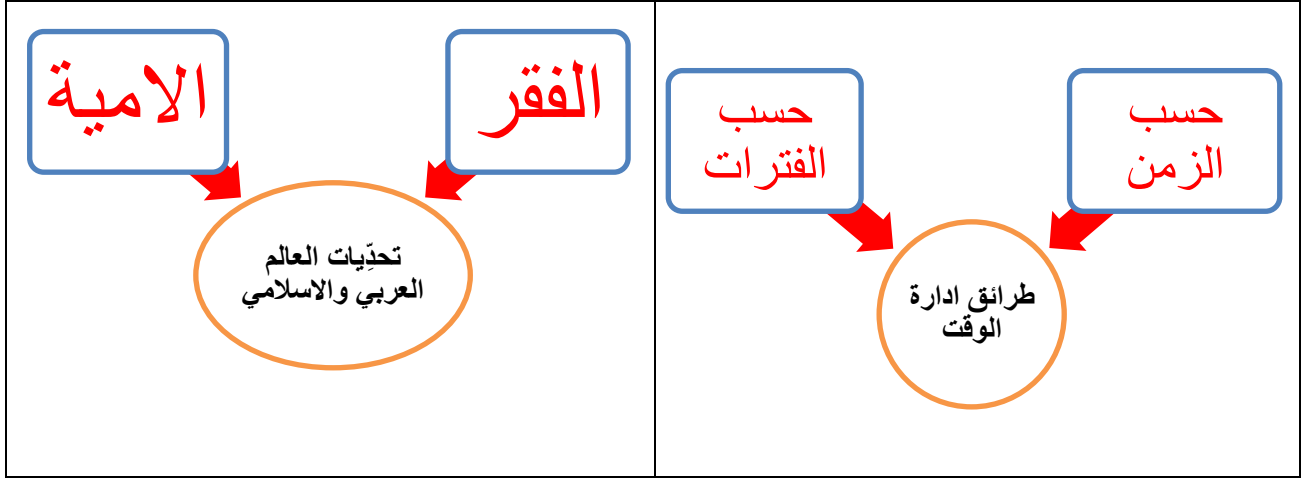 حسب
الزمن
حسب
الفترات
طرائق ادارة
الوقت
الفقر
الامية
تحدِّيات العالم
العربي والاسلامي